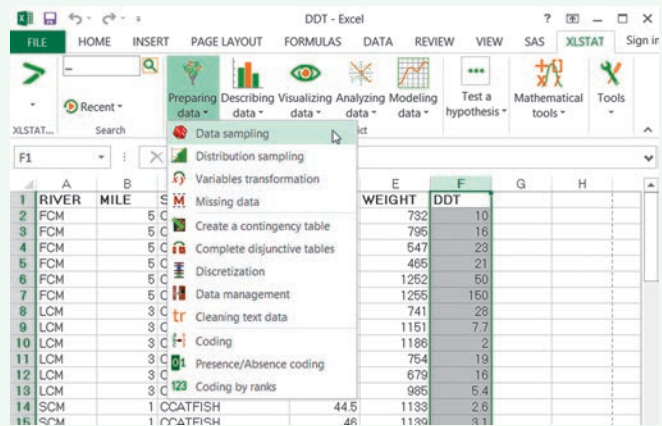 DDT - Excel
FILE HOME INSERT PAGE LAYOUT FORMULAS DATA REVIEW VIEW SAS XLSTAT Sign in
Recent
Preparing data Describing data Visualizing data Analyzing data Modeling data Test a hypothesis Mathematical tools Tools
XLSTAT... Search
Data sampling
Distribution sampling
Variables transformation
Missing data
Create a contingency table
Complete disjunctive tables
Discretization
Data management
Cleaning text data
Coding
Presence/Absence coding
Coding by ranks
F1
A B E F G H
1 RIVER MILE S WEIGHT DDT
2 FCM 5 C 732 10
3 FCM 5 C 795 16
4 FCM 5 C 547 23
5 FCM 5 C 465 21
6 FCM 5 C 1252 50
7 FCM 5 C 1255 150
8 LCM 3 C 741 28
9 LCM 3 C 1151 7.7
10 LCM 3 C 1186 2
11 LCM 3 C 754 19
12 LCM 3 C 679 16
13 LCM 3 C 985 5.4
14 SCM 1 CCATFISH 44.5 1133 2.6
15 SCM 1 CCATFISH 46 1139 3.1